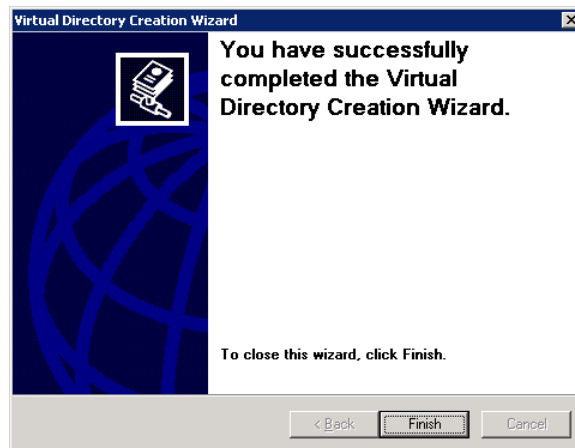 Virtual Directory Creation Wizard
You have successfully
completed the Virtual
Directory Creation Wizard.
To close this wizard, click Finish.
< Back
Finish
Cancel